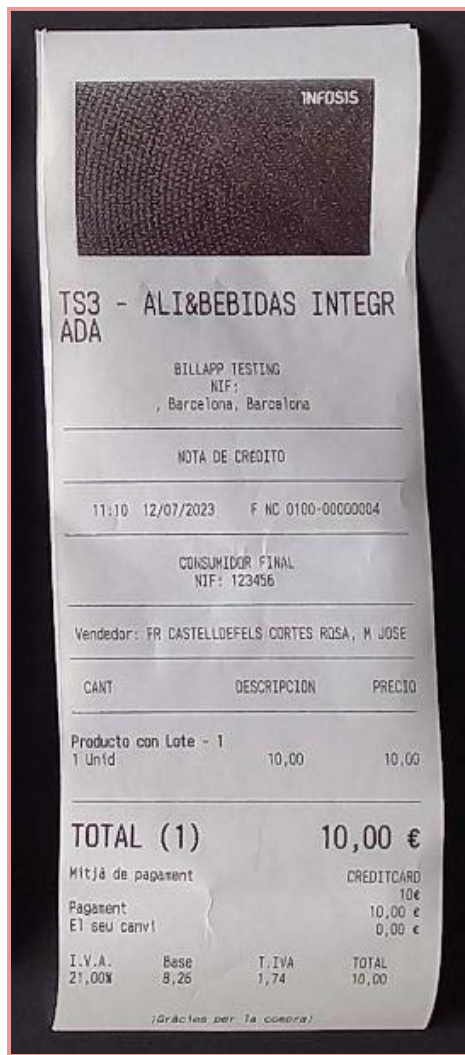 INFOSIS
TS3 - ALI&BEBIDAS INTEGR
ADA
BILLAPP TESTING
NIF:
, Barcelona, Barcelona
NOTA DE CREDITO
11:10 12/07/2023 F NC 0100-00000004
CONSUMIDOR FINAL
NIF: 123456
Vendedor: FR CASTELLDEFELS CORTES ROSA, M JOSE
CANT DESCRIPCION PRECIO
Producto con Lote - 1
1 Unid 10,00 10,00
TOTAL (1) 10,00 €
Mitjà de pagament CREDITCARD
10€
Pagament 10,00 €
El seu canvi 0,00 €
I.V.A. Base T.IVA TOTAL
21,00% 8,26 1,74 10,00
¡Gràcies per la compra!